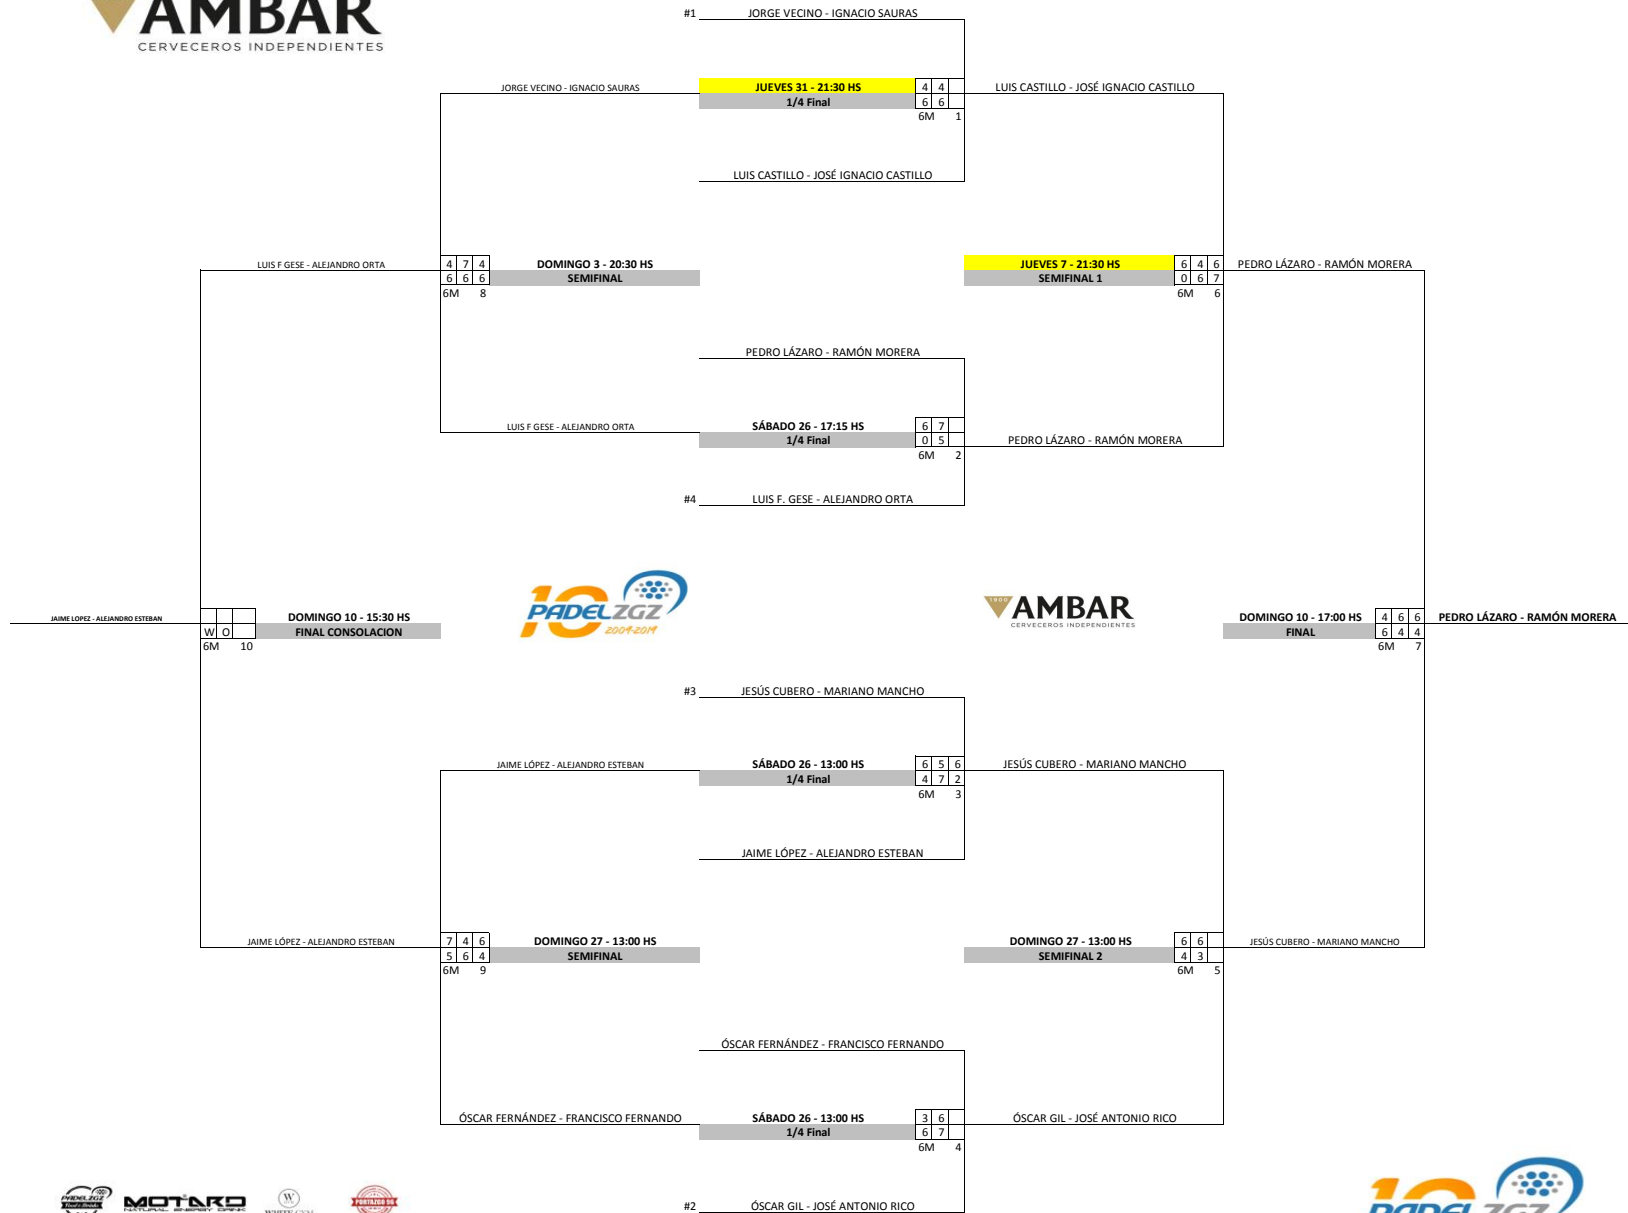 AMBAR
CERVECEROS INDEPENDIENTES
#1 JORGE VECINO - IGNACIO SAURAS
JORGE VECINO - IGNACIO SAURAS JUEVES 31 - 21:30 HS 4 4 LUIS CASTILLO - JOSÉ IGNACIO CASTILLO
1/4 Final 6 6
6M 1
LUIS CASTILLO - JOSÉ IGNACIO CASTILLO
LUIS F GESE - ALEJANDRO ORTA 4 7 4 DOMINGO 3 - 20:30 HS JUEVES 7 - 21:30 HS 6 4 6 PEDRO LÁZARO - RAMÓN MORERA
6 6 6 SEMIFINAL SEMIFINAL 1 0 6 7
6M 8 6M 6
PEDRO LÁZARO - RAMÓN MORERA
LUIS F GESE - ALEJANDRO ORTA SÁBADO 26 - 17:15 HS 6 7
1/4 Final 0 5 PEDRO LÁZARO - RAMÓN MORERA
6M 2
#4 LUIS F. GESE - ALEJANDRO ORTA
10 PADELZGZ
2009-2019
1900 AMBAR
CERVECEROS INDEPENDIENTES
JAIME LOPEZ - ALEJANDRO ESTEBAN DOMINGO 10 - 15:30 HS DOMINGO 10 - 17:00 HS 4 6 6 PEDRO LÁZARO - RAMÓN MORERA
W O FINAL CONSOLACION FINAL 6 4 4
6M 10 6M 7
#3 JESÚS CUBERO - MARIANO MANCHO
JAIME LÓPEZ - ALEJANDRO ESTEBAN SÁBADO 26 - 13:00 HS 6 5 6 JESÚS CUBERO - MARIANO MANCHO
1/4 Final 4 7 2
6M 3
JAIME LÓPEZ - ALEJANDRO ESTEBAN
JAIME LÓPEZ - ALEJANDRO ESTEBAN 7 4 6 DOMINGO 27 - 13:00 HS DOMINGO 27 - 13:00 HS 6 6 JESÚS CUBERO - MARIANO MANCHO
5 6 4 SEMIFINAL SEMIFINAL 2 4 3
6M 9 6M 5
ÓSCAR FERNÁNDEZ - FRANCISCO FERNANDO
ÓSCAR FERNÁNDEZ - FRANCISCO FERNANDO SÁBADO 26 - 13:00 HS 3 6 ÓSCAR GIL - JOSÉ ANTONIO RICO
1/4 Final 6 7
6M 4
#2 ÓSCAR GIL - JOSÉ ANTONIO RICO
PADELZGZ
MOTARD
NATURAL ENERGY DRINK
W
PORTAZGO
10 PADELZGZ